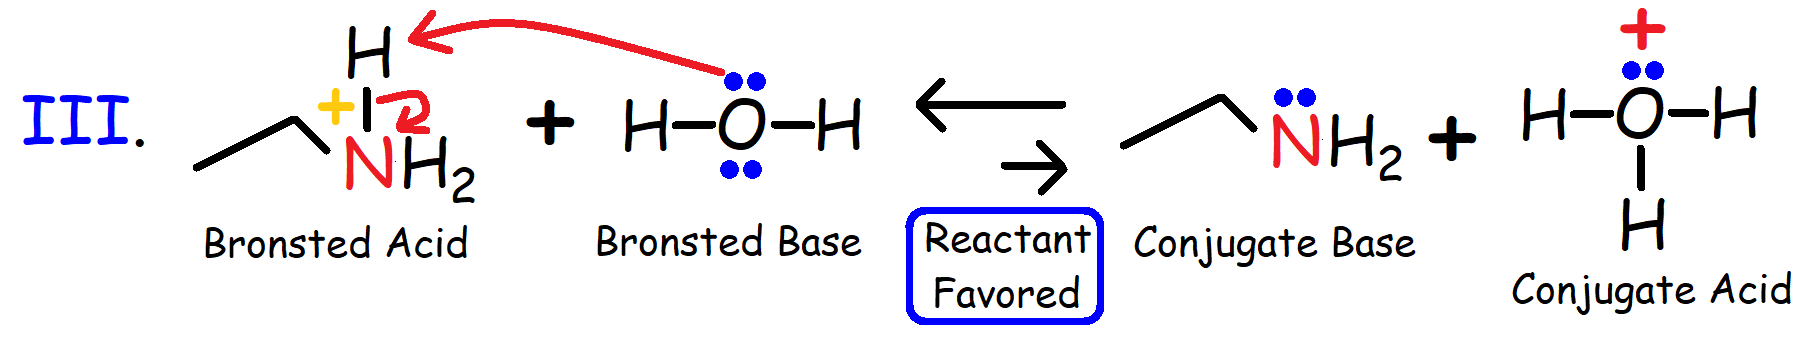 III.
H
+
NH2
+
H–O–H
NH2
+
+
H–O–H
H
Bronsted Acid
Bronsted Base
Reactant
Favored
Conjugate Base
Conjugate Acid